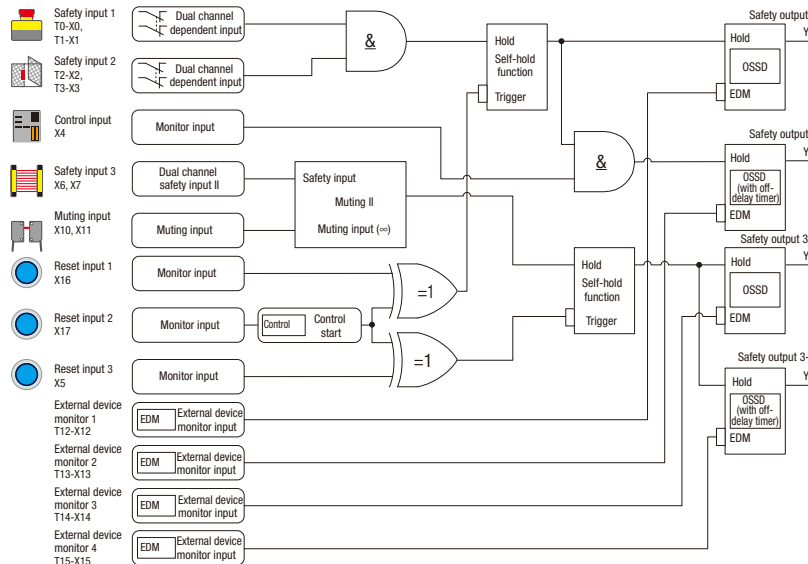 Safety input 1
T0-X0,
T1-X1
Dual channel
dependent input
&
Hold
Self-hold
function
Trigger
Safety output
Y
Hold
OSSD
EDM
Safety input 2
T2-X2,
T3-X3
Dual channel
dependent input
Control input
X4
Monitor input
&
Safety output
Y
Hold
OSSD
(with off-
delay timer)
EDM
Safety input 3
X6, X7
Dual channel
safety input II
Safety input
Muting II
Muting input (∞)
Muting input
X10, X11
Muting input
Hold
Self-hold
function
Trigger
Safety output 3
Y
Hold
OSSD
EDM
Reset input 1
X16
Monitor input
=1
Reset input 2
X17
Monitor input
Control
Control
start
=1
Reset input 3
X5
Monitor input
Safety output 3-
Y
Hold
OSSD
(with off-
delay timer)
EDM
External device
monitor 1
T12-X12
EDM
External device
monitor input
External device
monitor 2
T13-X13
EDM
External device
monitor input
External device
monitor 3
T14-X14
EDM
External device
monitor input
External device
monitor 4
T15-X15
EDM
External device
monitor input